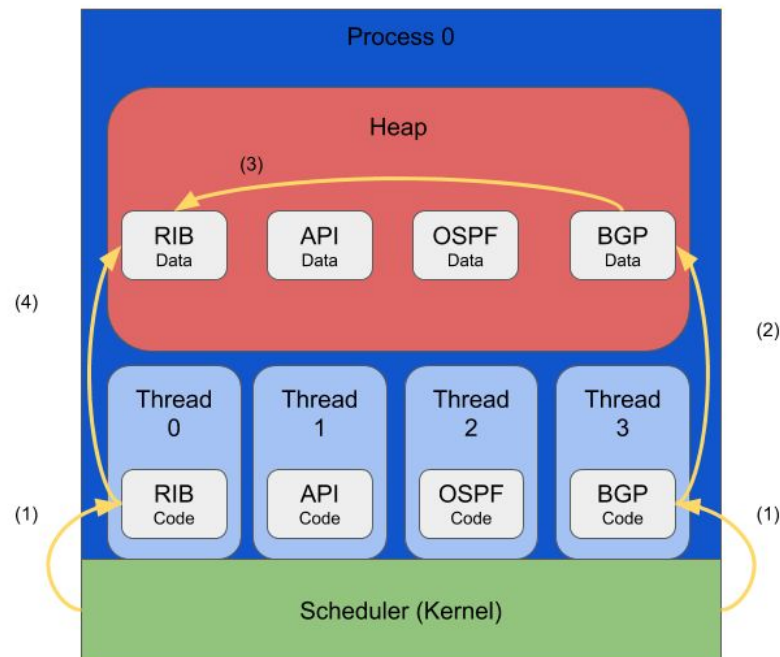 Process 0
Heap
(3)
RIB
Data
API
Data
OSPF
Data
BGP
Data
(4)
(2)
Thread
0
Thread
1
Thread
2
Thread
3
RIB
Code
API
Code
OSPF
Code
BGP
Code
(1)
(1)
Scheduler (Kernel)